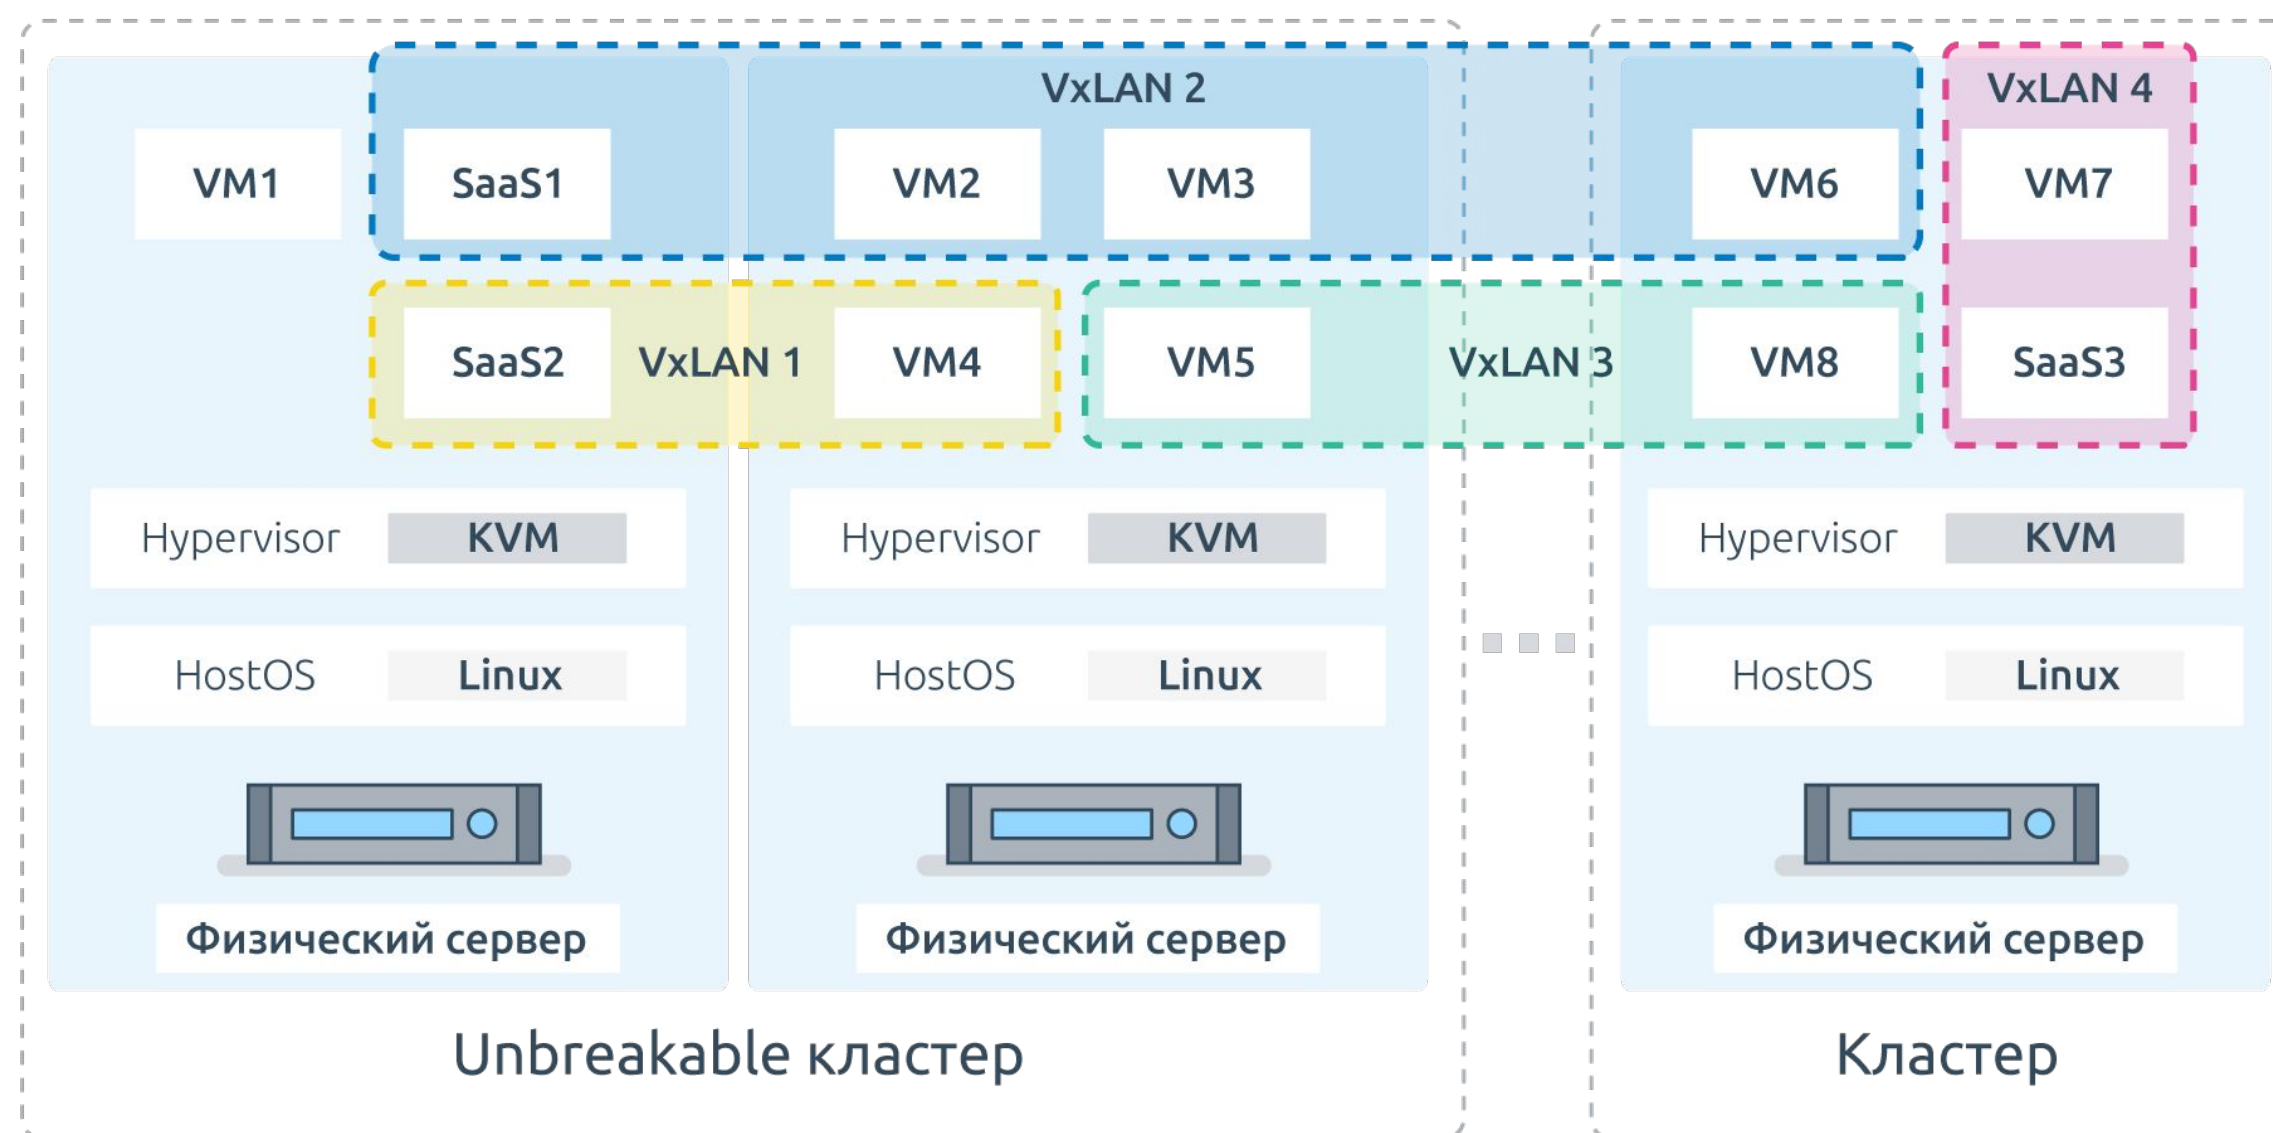 VxLAN 2
VxLAN 4
VM1
SaaS1
VM2
VM3
VM6
VM7
SaaS2
VxLAN 1
VM4
VM5
VxLAN 3
VM8
SaaS3
Hypervisor KVM
Hypervisor KVM
Hypervisor KVM
HostOS Linux
HostOS Linux
HostOS Linux
Физический сервер
Физический сервер
Физический сервер
Unbreakable кластер
Кластер